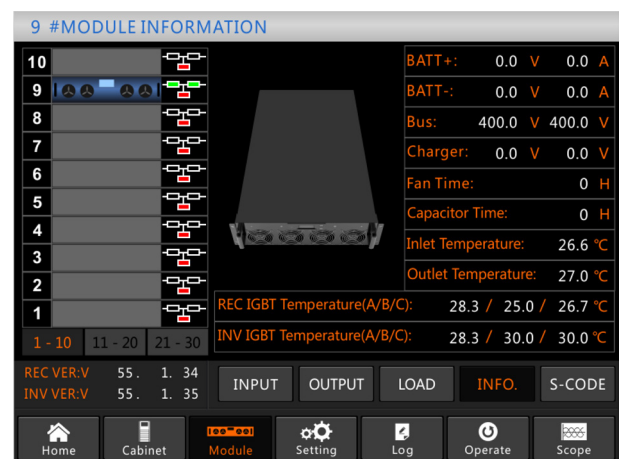 9 #MODULE INFORMATION
10
9
8
7
6
5
4
3
2
1
1 - 10 11 - 20 21 - 30
BATT+: 0.0 V 0.0 A
BATT-: 0.0 V 0.0 A
Bus: 400.0 V 400.0 V
Charger: 0.0 V 0.0 V
Fan Time: 0 H
Capacitor Time: 0 H
Inlet Temperature: 26.6 ℃
Outlet Temperature: 27.0 ℃
REC IGBT Temperature(A/B/C): 28.3 / 25.0 / 26.7 ℃
INV IGBT Temperature(A/B/C): 28.3 / 30.0 / 30.0 ℃
REC VER:V 55. 1. 34
INV VER:V 55. 1. 35
INPUT OUTPUT LOAD INFO. S-CODE
Home Cabinet Module Setting Log Operate Scope